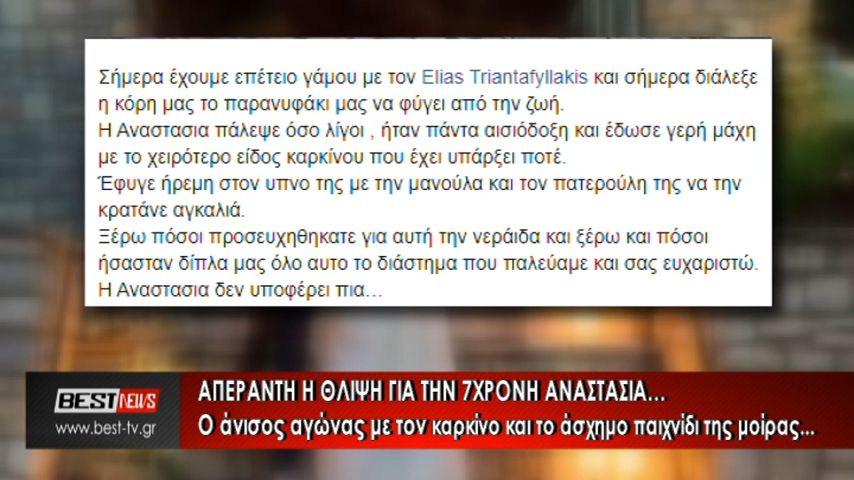 Σήμερα έχουμε επέτειο γάμου με τον Elias Triantafyllakis και σήμερα διάλεξε
η κόρη μας το παρανυφάκι μας να φύγει από την ζωή.
Η Αναστασια πάλεψε όσο λίγοι , ήταν πάντα αισιόδοξη και έδωσε γερή μάχη
με το χειρότερο είδος καρκίνου που έχει υπάρξει ποτέ.
Έφυγε ήρεμη στον υπνο της με την μανούλα και τον πατερούλη της να την
κρατάνε αγκαλιά.
Ξέρω πόσοι προσευχηθηκατε για αυτή την νεράιδα και ξέρω και πόσοι
ήσασταν δίπλα μας όλο αυτο το διάστημα που παλεύαμε και σας ευχαριστώ.
Η Αναστασια δεν υποφέρει πια...
BEST NEWS
www.best-tv.gr
ΑΠΕΡΑΝΤΗ Η ΘΛΙΨΗ ΓΙΑ ΤΗΝ 7ΧΡΟΝΗ ΑΝΑΣΤΑΣΙΑ...
Ο άνισος αγώνας με τον καρκίνο και το άσχημο παιχνίδι της μοίρας...